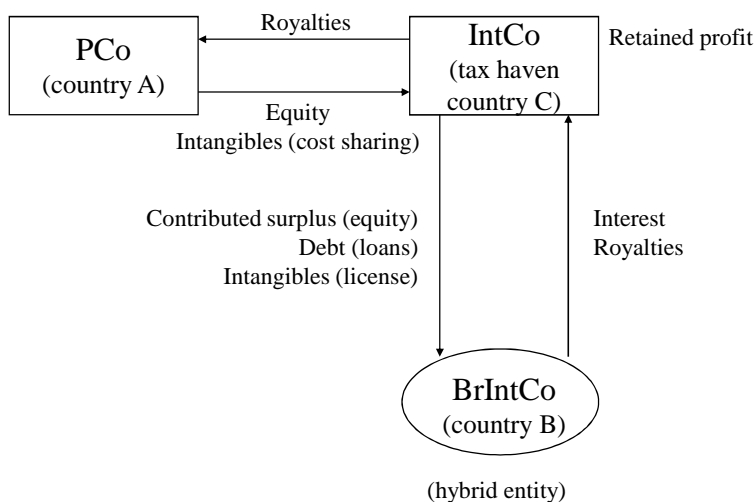 Royalties
PCo
(country A)
IntCo
(tax haven
country C)
Retained profit
Equity
Intangibles (cost sharing)
Contributed surplus (equity)
Debt (loans)
Intangibles (license)
Interest
Royalties
BrIntCo
(country B)
(hybrid entity)